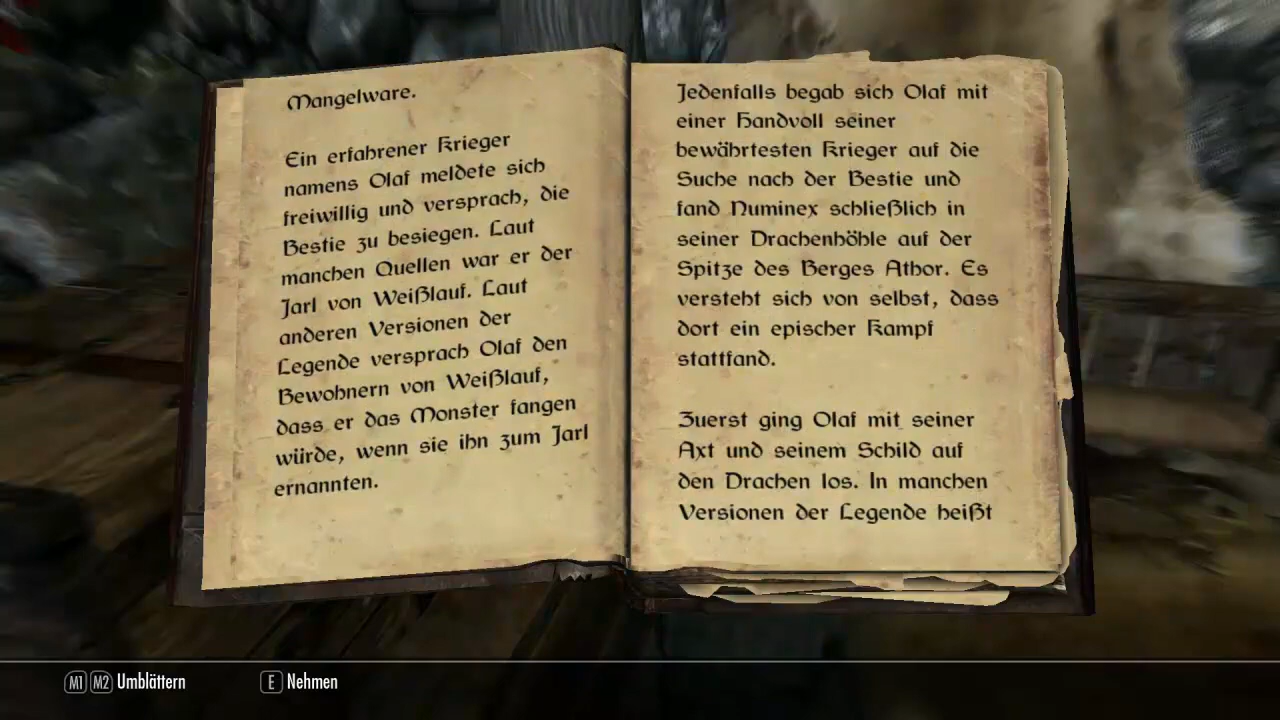 Mangelware.
Ein erfahrener Krieger
namens Olaf meldete sich
freiwillig und versprach, die
Bestie zu besiegen. Laut
manchen Quellen war er der
Jarl von Weißlauf. Laut
anderen Versionen der
Legende versprach Olaf den
Bewohnern von Weißlauf,
dass er das Monster fangen
würde, wenn sie ihn zum Jarl
ernannten.
Jedenfalls begab sich Olaf mit
einer Handvoll seiner
bewährtesten Krieger auf die
Suche nach der Bestie und
fand Numinex schließlich in
seiner Drachenhöhle auf der
Spitze des Berges Athor. Es
versteht sich von selbst, dass
dort ein epischer Kampf
stattfand.
Zuerst ging Olaf mit seiner
Axt und seinem Schild auf
den Drachen los. In manchen
Versionen der Legende heißt
M1 M2 Umblättern
E Nehmen